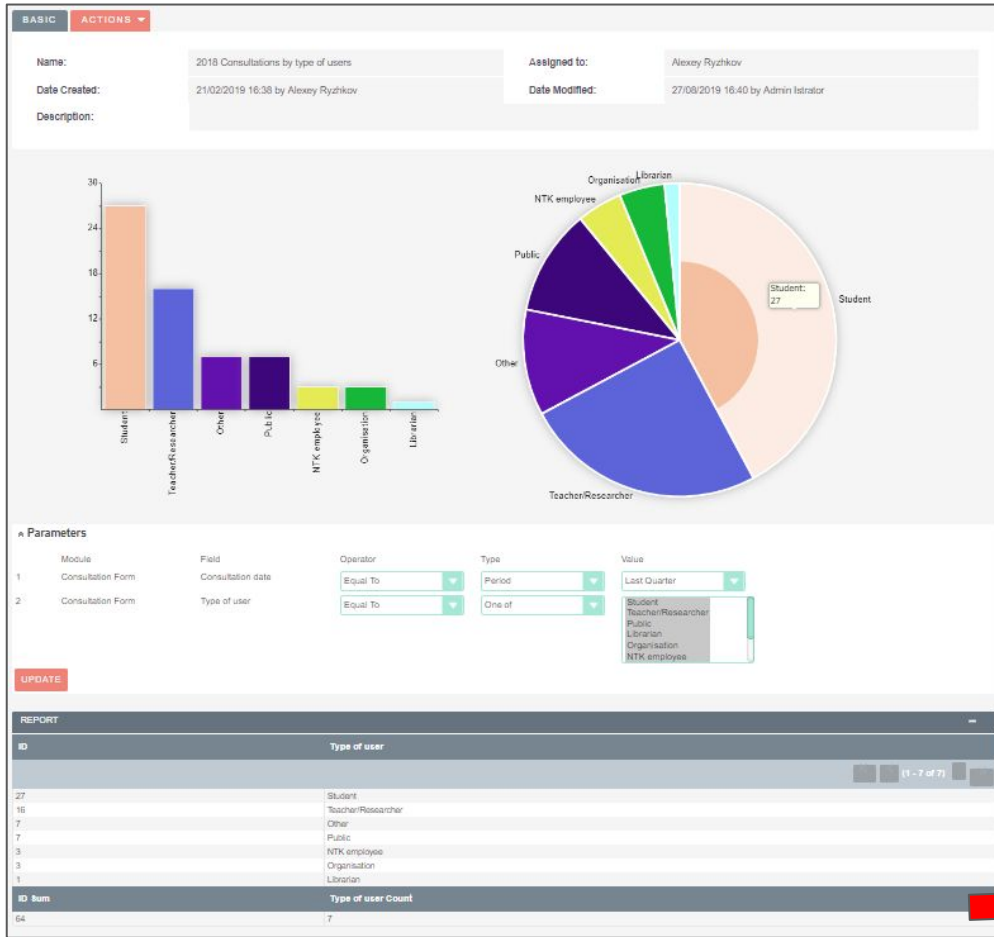 BASIC ACTIONS
Name: 2018 Consultations by type of users Assigned to: Alexey Ryzhkov
Date Created: 21/02/2019 16:38 by Alexey Ryzhkov Date Modified: 27/08/2019 16:40 by Admin Istrator
Description:
30
24
18
12
6
Student
Teacher/Researcher
Other
Public
NTK employee
Organisation
Librarian
Librarian
Organisation
NTK employee
Public
Student:
27
Student
Other
Teacher/Researcher
Parameters
Module Field Operator Type Value
1 Consultation Form Consultation date Equal To Period Last Quarter
2 Consultation Form Type of user Equal To One of Student
Teacher/Researcher
Public
Librarian
Organisation
NTK employee
UPDATE
REPORT
ID Type of user
(1 - 7 of 7)
27 Student
16 Teacher/Researcher
7 Other
7 Public
3 NTK employee
3 Organisation
1 Librarian
ID Sum Type of user Count
64 7